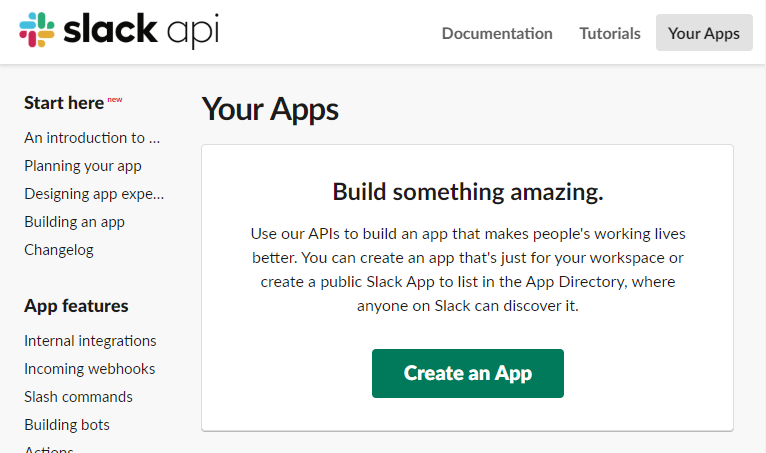 slack api
Documentation
Tutorials
Your Apps
Start here new
An introduction to ...
Planning your app
Designing app expe...
Building an app
Changelog
App features
Internal integrations
Incoming webhooks
Slash commands
Building bots
Actions
Your Apps
Build something amazing.
Use our APIs to build an app that makes people's working lives
better. You can create an app that's just for your workspace or
create a public Slack App to list in the App Directory, where
anyone on Slack can discover it.
Create an App